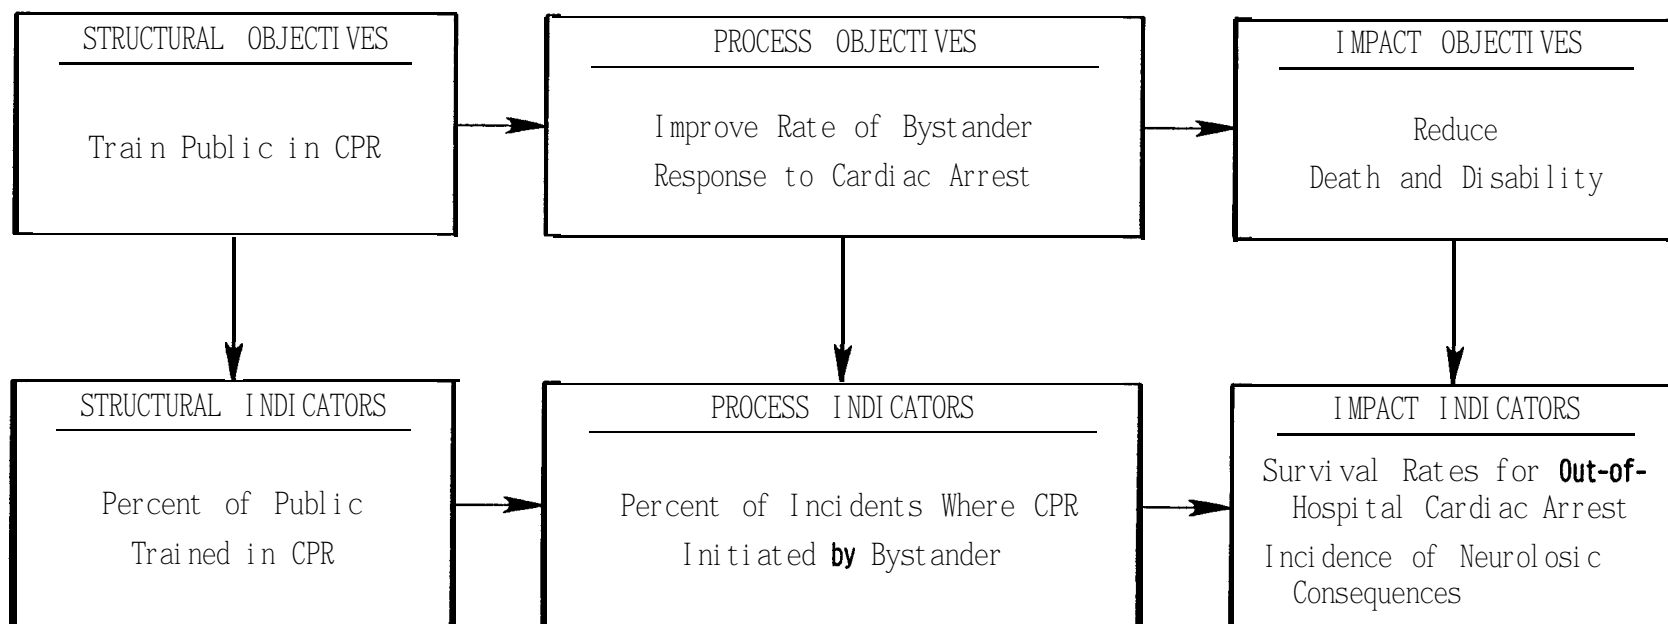 STRUCTURAL OBJECTIVES
Train Public in CPR
PROCESS OBJECTIVES
Improve Rate of Bystander
Response to Cardiac Arrest
IMPACT OBJECTIVES
Reduce
Death and Disability
STRUCTURAL INDICATORS
Percent of Public
Trained in CPR
PROCESS INDICATORS
Percent of Incidents Where CPR
Initiated by Bystander
IMPACT INDICATORS
Survival Rates for Out-of-
Hospital Cardiac Arrest
Incidence of Neurolosic
Consequences